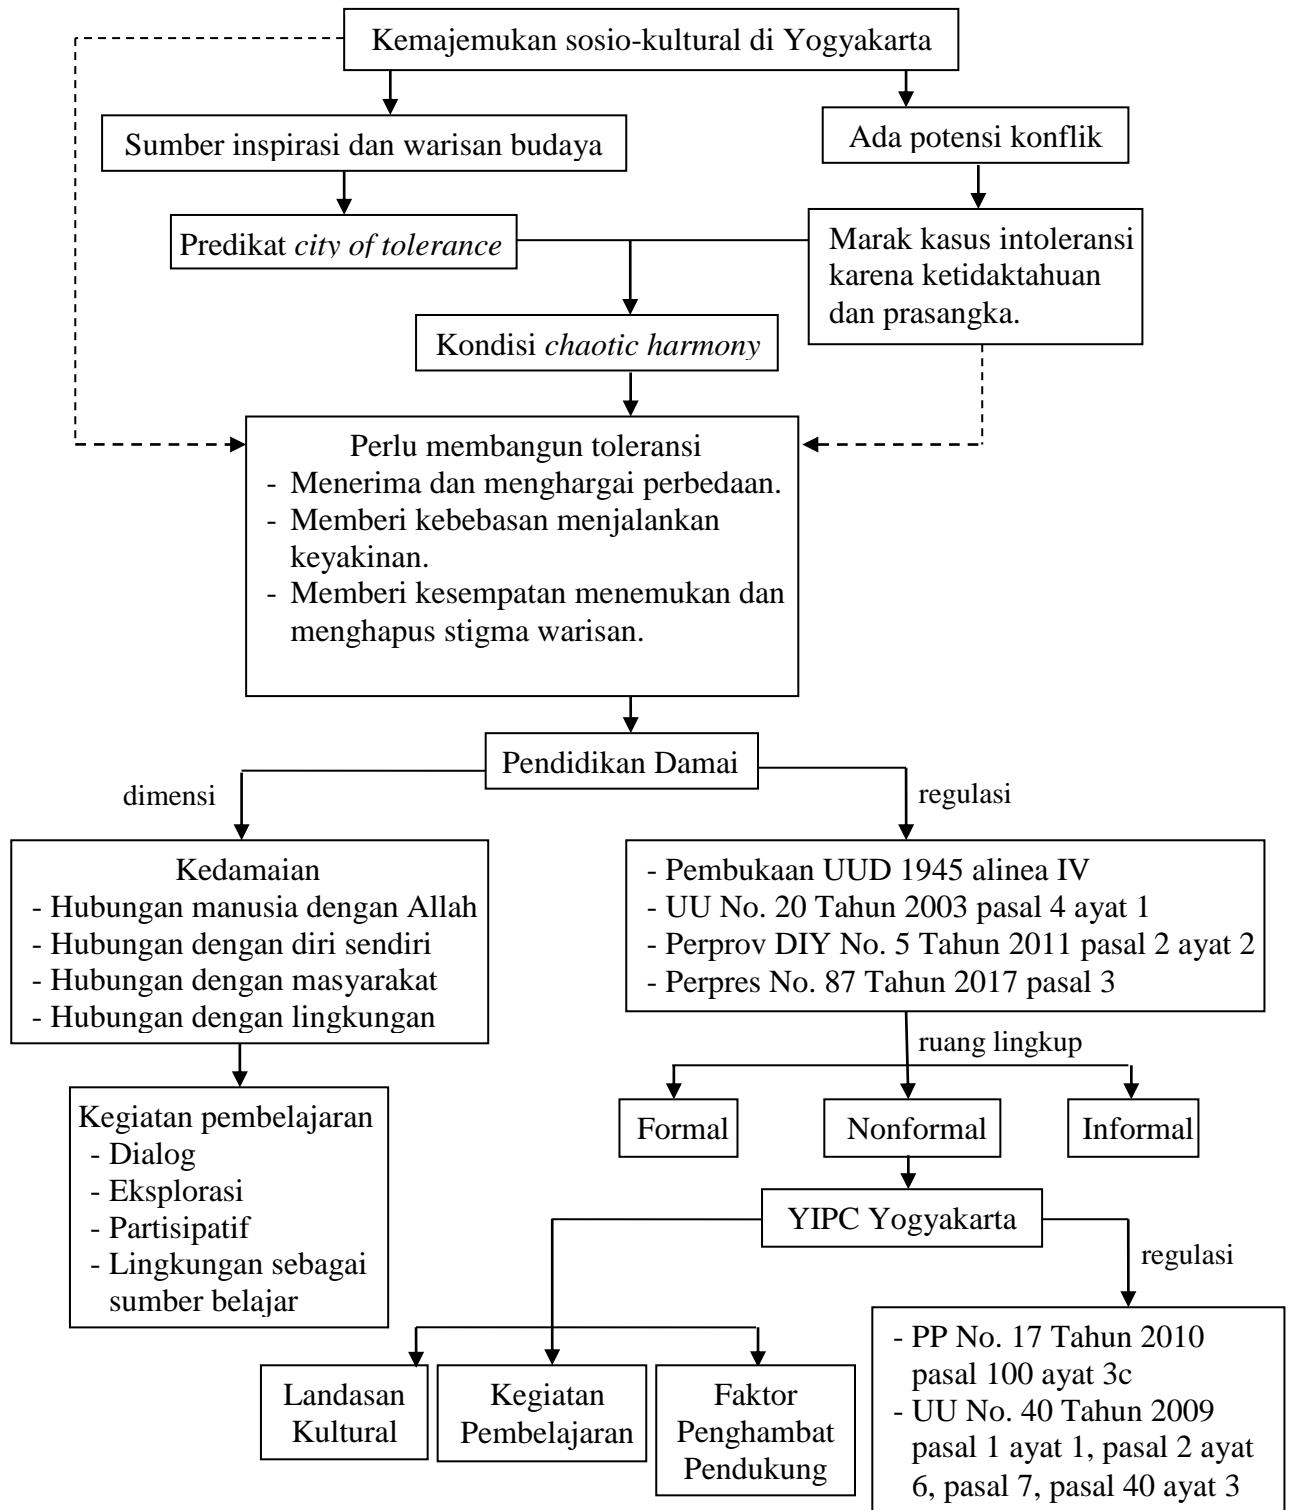 Kemajemukan sosio-kultural di Yogyakarta
Sumber inspirasi dan warisan budaya
Ada potensi konflik
Predikat city of tolerance
Marak kasus intoleransi
karena ketidaktahuan
dan prasangka.
Kondisi chaotic harmony
Perlu membangun toleransi
- Menerima dan menghargai perbedaan.
- Memberi kebebasan menjalankan
keyakinan.
- Memberi kesempatan menemukan dan
menghapus stigma warisan.
Pendidikan Damai
dimensi
regulasi
Kedamaian
- Hubungan manusia dengan Allah
- Hubungan dengan diri sendiri
- Hubungan dengan masyarakat
- Hubungan dengan lingkungan
- Pembukaan UUD 1945 alinea IV
- UU No. 20 Tahun 2003 pasal 4 ayat 1
- Perprov DIY No. 5 Tahun 2011 pasal 2 ayat 2
- Perpres No. 87 Tahun 2017 pasal 3
ruang lingkup
Kegiatan pembelajaran
- Dialog
- Eksplorasi
- Partisipatif
- Lingkungan sebagai
sumber belajar
Formal
Nonformal
Informal
YIPC Yogyakarta
regulasi
Landasan
Kultural
Kegiatan
Pembelajaran
Faktor
Penghambat
Pendukung
- PP No. 17 Tahun 2010
pasal 100 ayat 3c
- UU No. 40 Tahun 2009
pasal 1 ayat 1, pasal 2 ayat
6, pasal 7, pasal 40 ayat 3